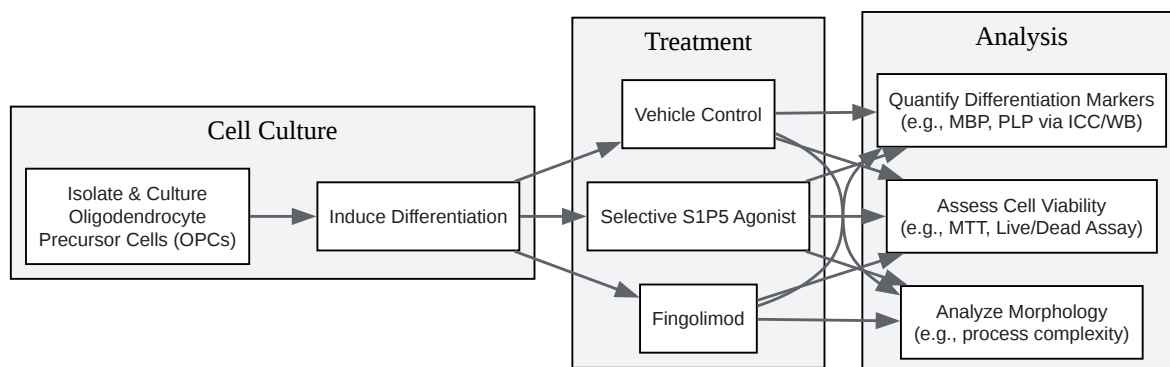 Cell Culture
Isolate & Culture
Oligodendrocyte
Precursor Cells (OPCs)
Induce Differentiation
Treatment
Vehicle Control
Selective S1P5 Agonist
Fingolimod
Analysis
Quantify Differentiation Markers
(e.g., MBP, PLP via ICC/WB)
Assess Cell Viability
(e.g., MTT, Live/Dead Assay)
Analyze Morphology
(e.g., process complexity)